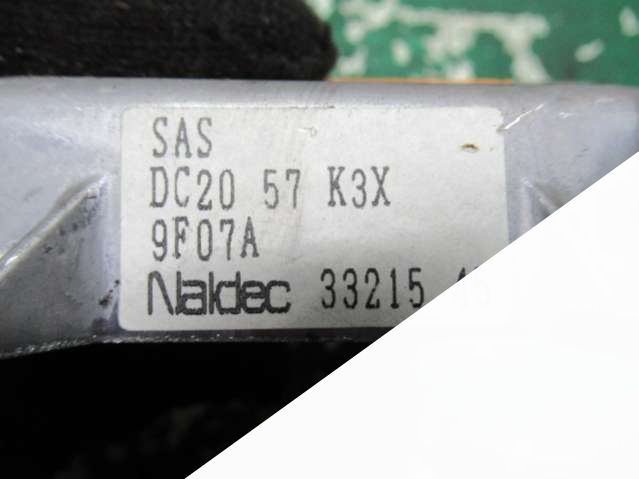 SAS
DC20 57 K3X
9F07A
Naldec 33215